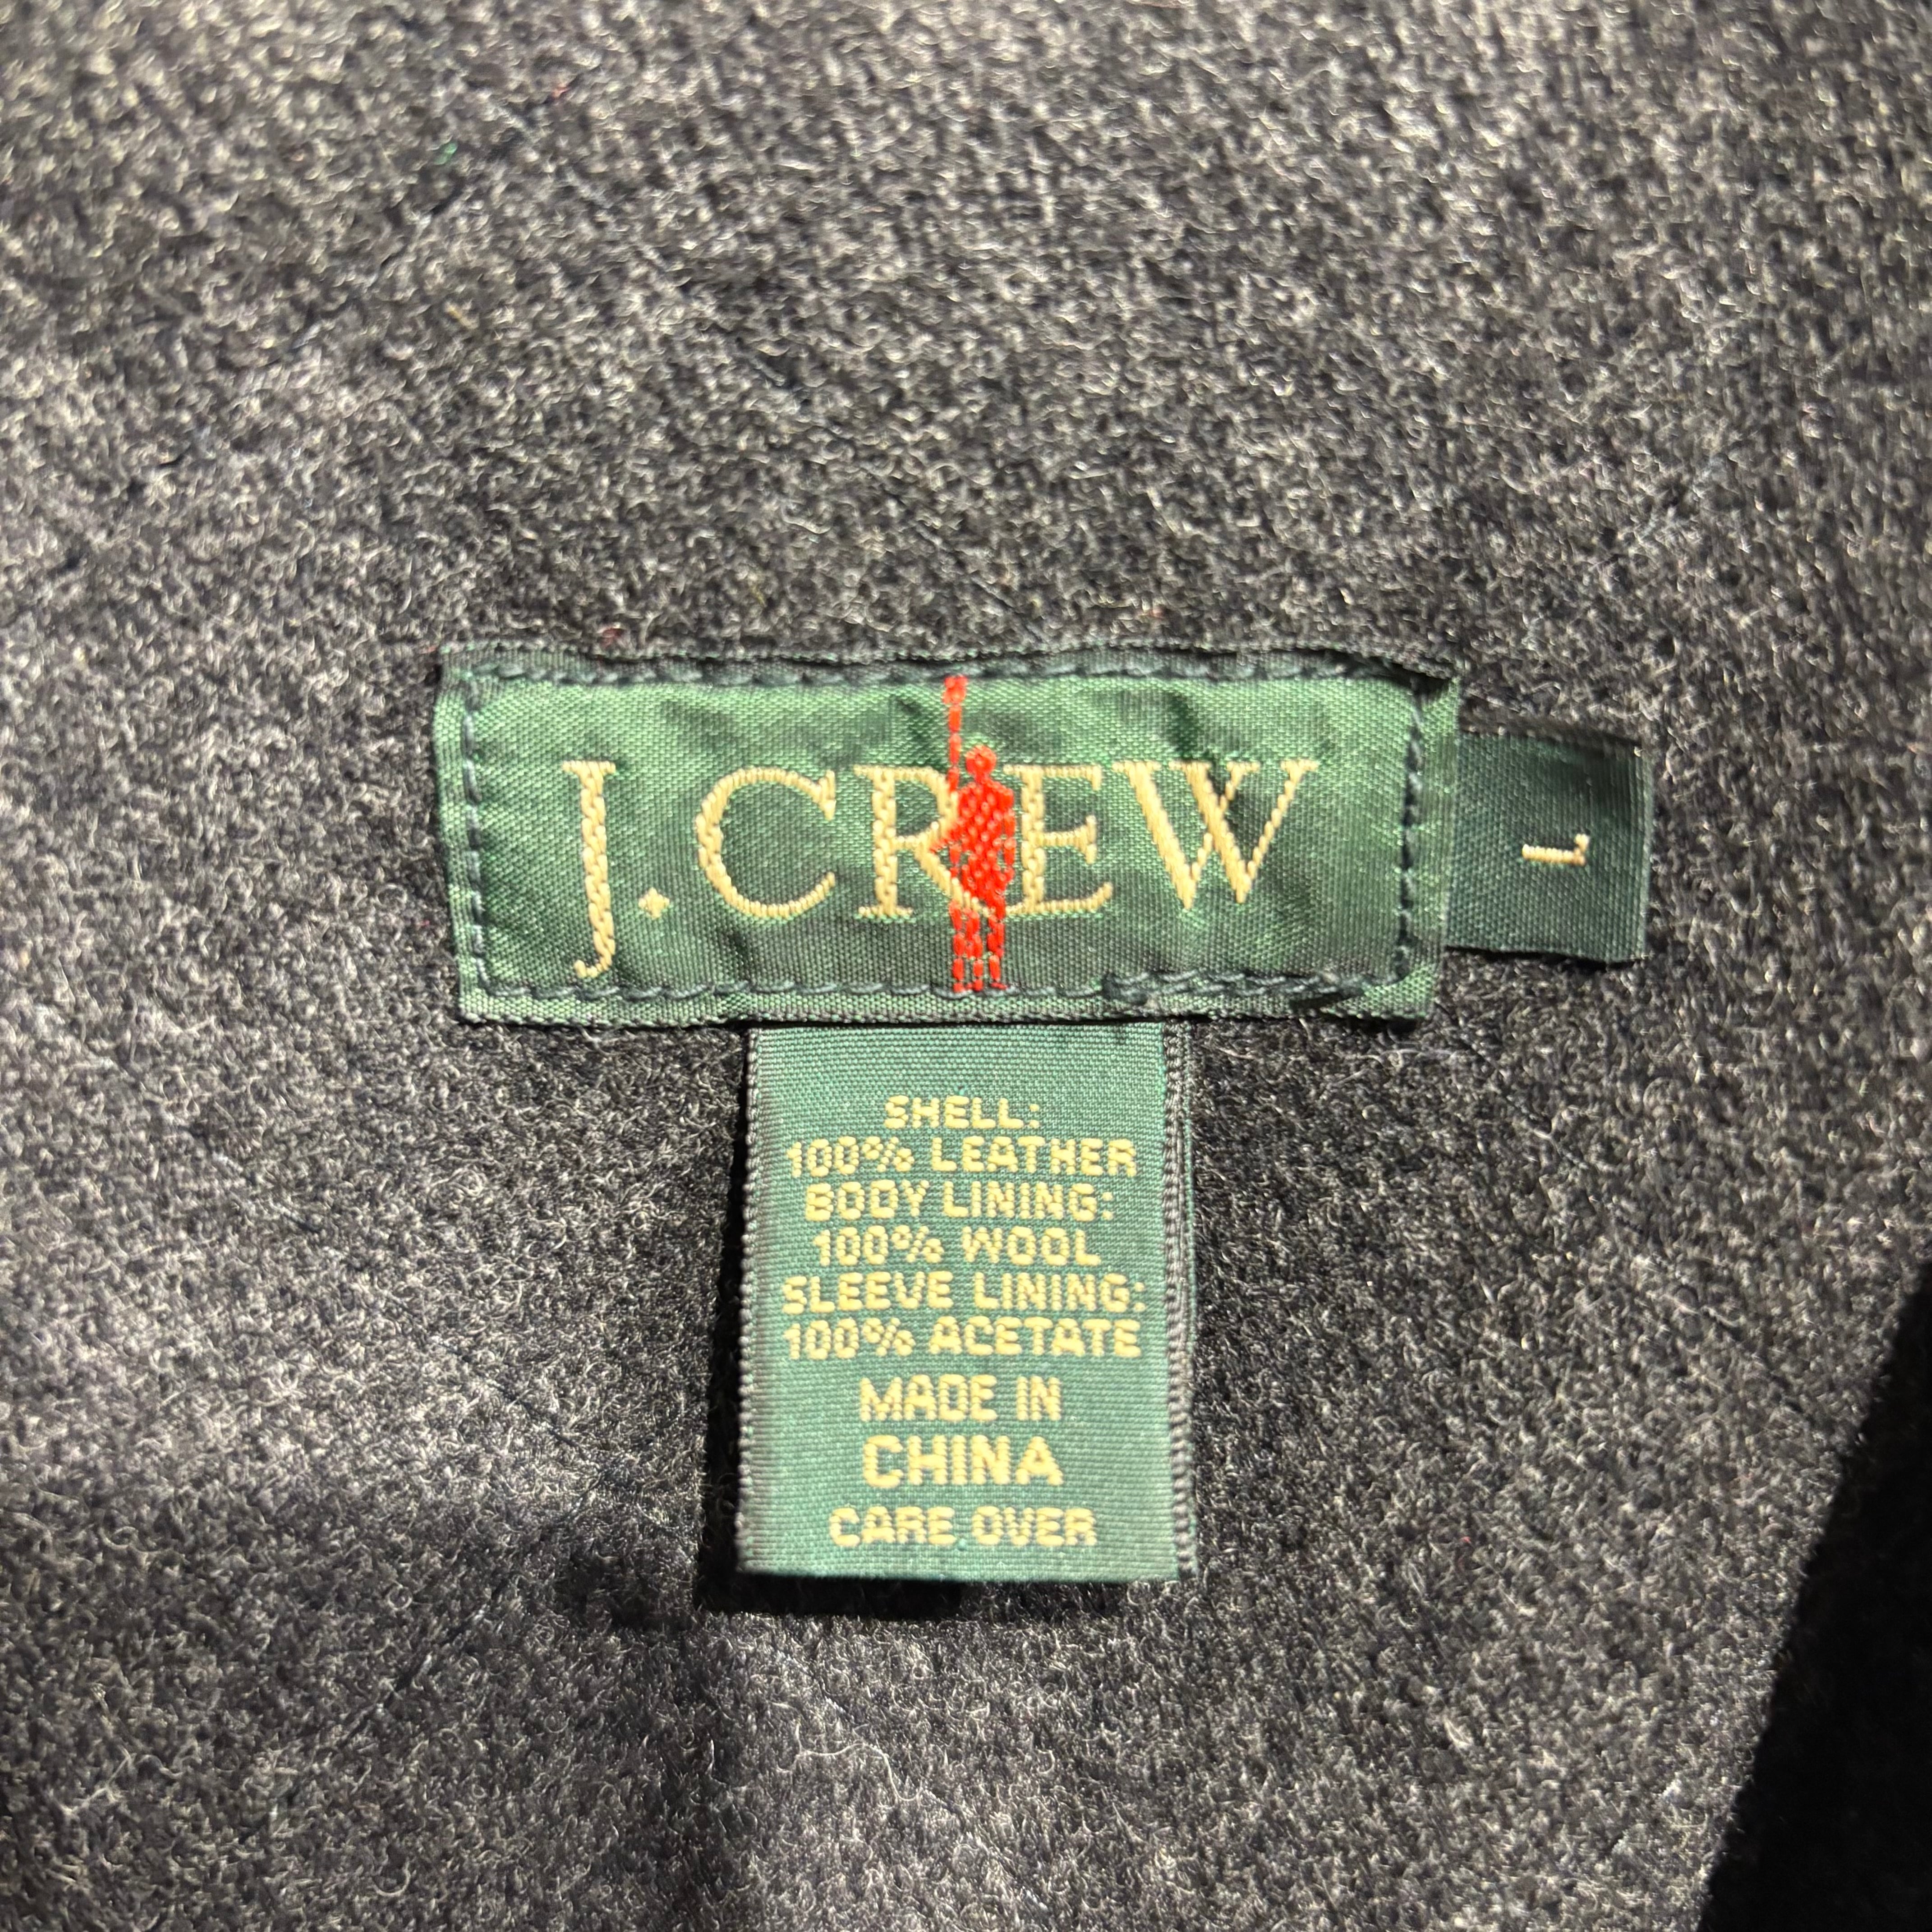 J.CREW
L
SHELL:
100% LEATHER
BODY LINING:
100% WOOL
SLEEVE LINING:
100% ACETATE
MADE IN
CHINA
CARE OVER